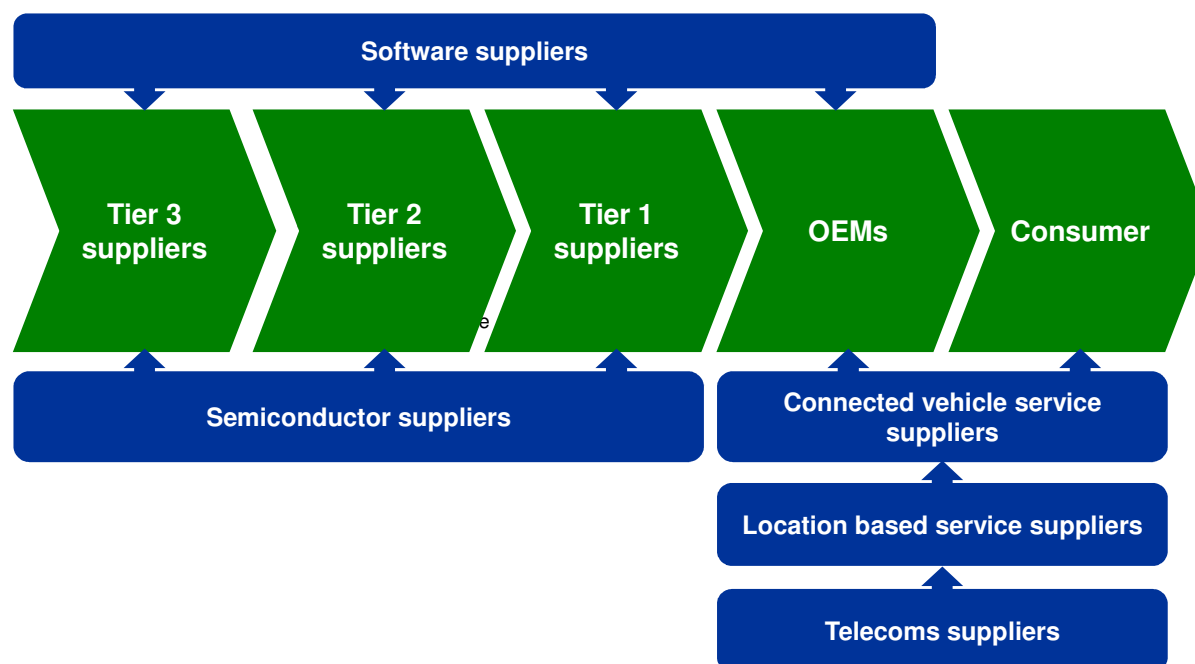 Software suppliers
Tier 3
suppliers
Tier 2
suppliers
Tier 1
suppliers
OEMs
Consumer
e
Semiconductor suppliers
Connected vehicle service
suppliers
Location based service suppliers
Telecoms suppliers